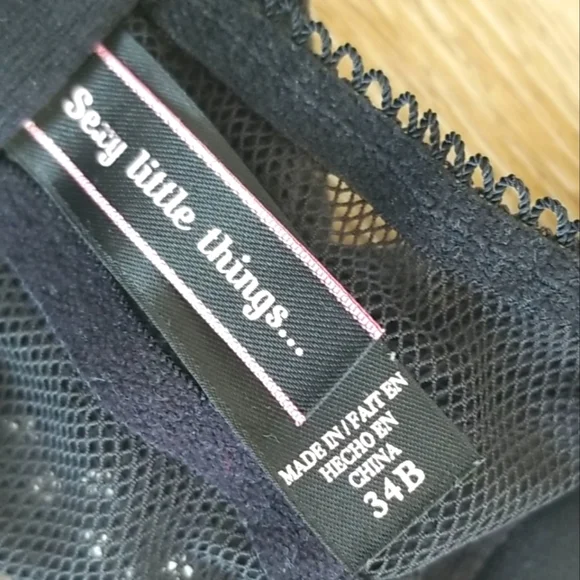 Sexy little things...
MADE IN / FAIT EN
HECHO EN
CHINA
34B